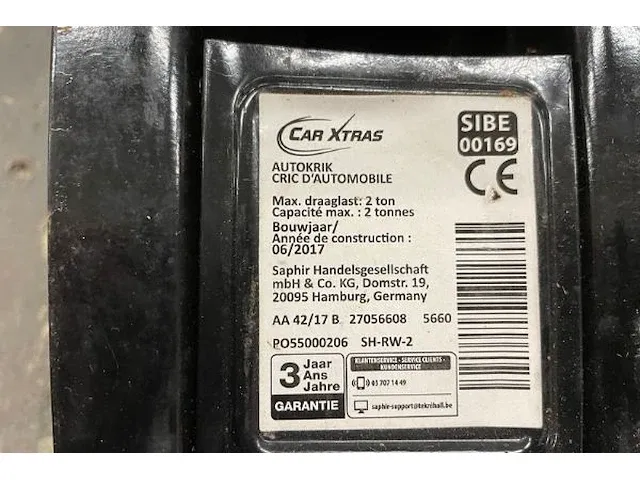 CAR XTRAS
SIBE
00169
AUTOKRIK
CRIC D'AUTOMOBILE
CE
Max. draaglast: 2 ton
Capacité max. : 2 tonnes
Bouwjaar/
Année de construction :
06/2017
Saphir Handelsgesellschaft
mbH & Co. KG, Domstr. 19,
20095 Hamburg, Germany
AA 42/17 B 27056608 5660
PO55000206 SH-RW-2
3 Jaar
Ans
Jahre
GARANTIE
KLANTENSERVICE - SERVICE CLIENTS -
KUNDENSERVICE
03 707 14 49
saphir-support@teknihall.be